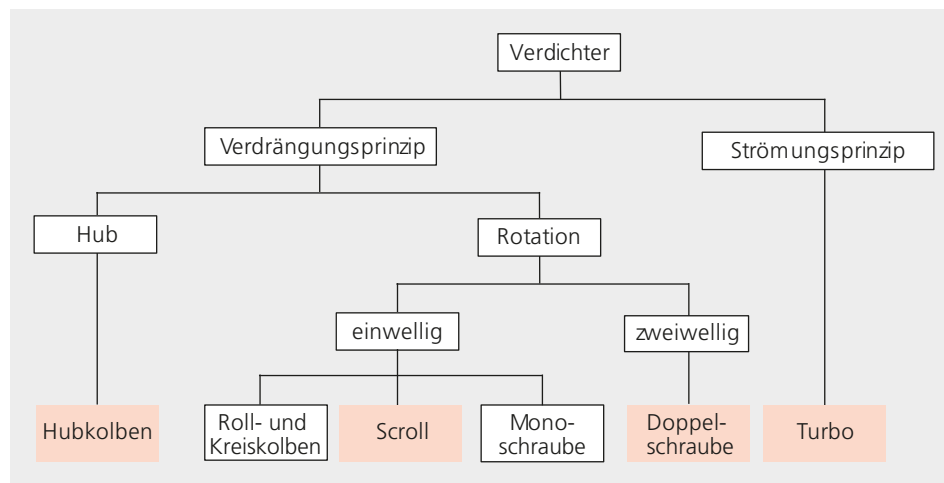 Verdichter
Verdrängungsprinzip
Strömungsprinzip
Hub
Rotation
einwellig
zweiwellig
Hubkolben
Roll- und
Kreiskolben
Scroll
Mono-
schraube
Doppel-
schraube
Turbo